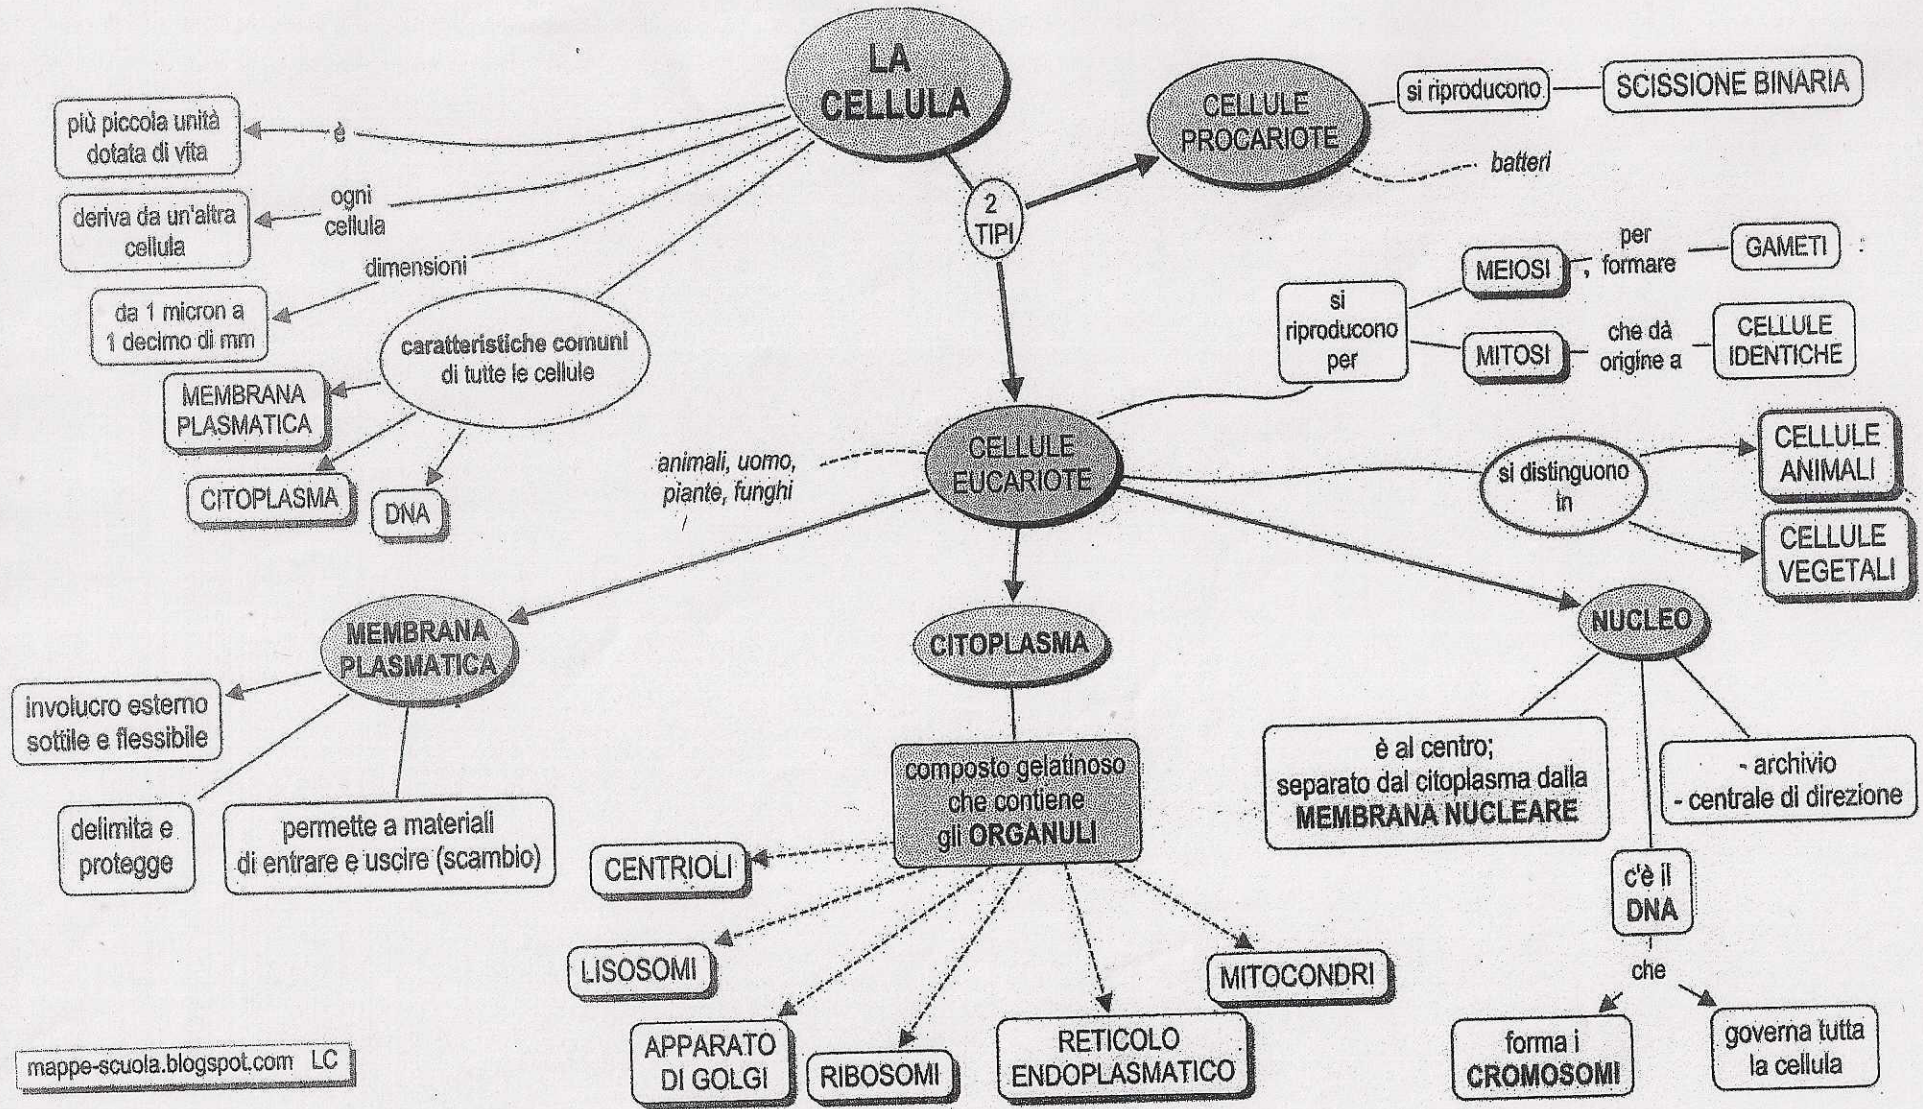 LA
CELLULA
più piccola unità
dotata di vita
è
deriva da un'altra
cellula
ogni
cellula
da 1 micron a
1 decimo di mm
dimensioni
caratteristiche comuni
di tutte le cellule
MEMBRANA
PLASMATICA
CITOPLASMA
DNA
2
TIPI
CELLULE
PROCARIOTE
si riproducono
SCISSIONE BINARIA
batteri
CELLULE
EUCARIOTE
animali, uomo,
piante, funghi
si
riproducono
per
MEIOSI
, per
formare
GAMETI
MITOSI
che dà
origine a
CELLULE
IDENTICHE
si distinguono
in
CELLULE
ANIMALI
CELLULE
VEGETALI
MEMBRANA
PLASMATICA
involucro esterno
sottile e flessibile
delimita e
protegge
permette a materiali
di entrare e uscire (scambio)
CITOPLASMA
composto gelatinoso
che contiene
gli ORGANULI
CENTRIOLI
LISOSOMI
APPARATO
DI GOLGI
RIBOSOMI
RETICOLO
ENDOPLASMATICO
MITOCONDRI
NUCLEO
è al centro;
separato dal citoplasma dalla
MEMBRANA NUCLEARE
- archivio
- centrale di direzione
c'è il
DNA
che
forma i
CROMOSOMI
governa tutta
la cellula
mappe-scuola.blogspot.com LC